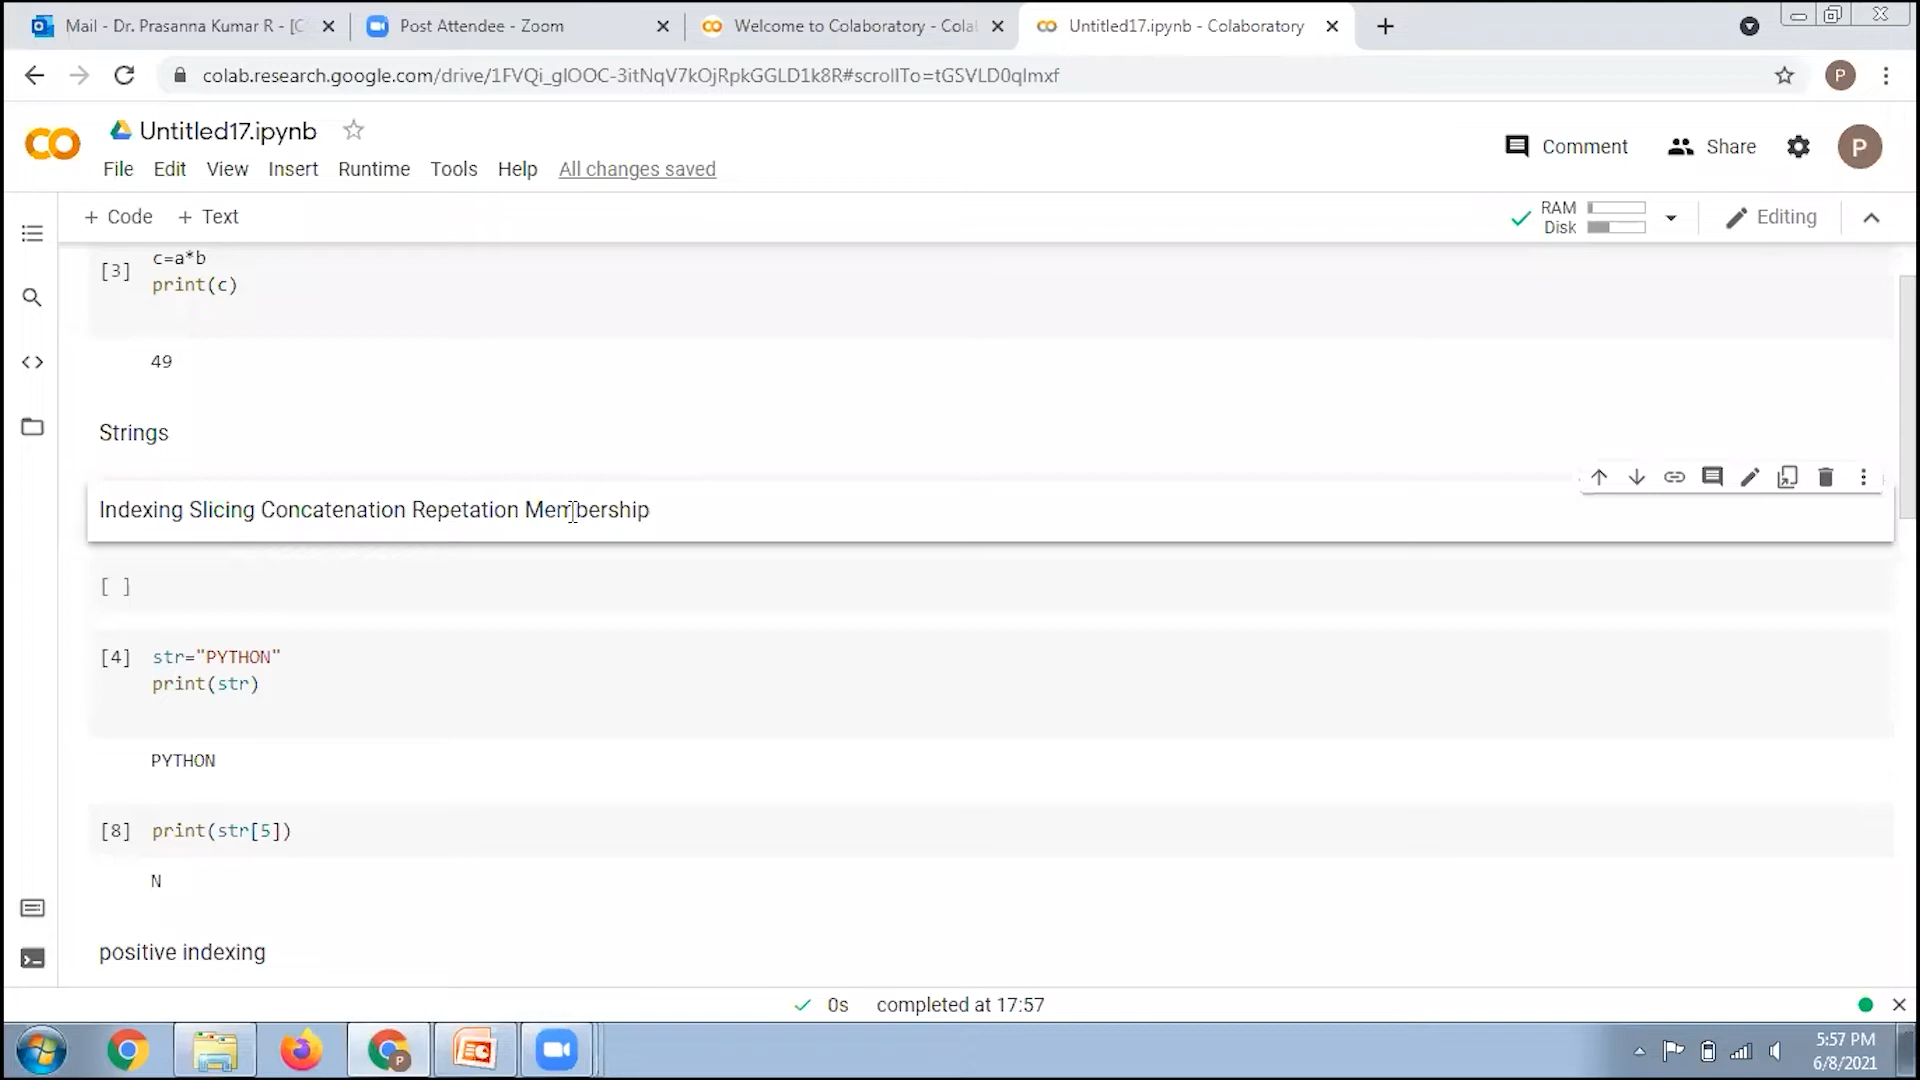 Mail - Dr. Prasanna Kumar R - [C
Post Attendee - Zoom
Welcome to Colaboratory - Cola
Untitled17.ipynb - Colaboratory
colab.research.google.com/drive/1FVQi_glOOC-3itNqV7kOjRpkGGLD1k8R#scrollTo=tGSVLD0qlmxf
P
CO
Untitled17.ipynb
Comment
Share
P
File Edit View Insert Runtime Tools Help All changes saved
+ Code + Text
RAM
Disk
Editing
c=a*b
[3]
print(c)
49
Strings
Indexing Slicing Concatenation Repetation Membership
[ ]
[4] str="PYTHON"
print(str)
PYTHON
[8] print(str[5])
N
positive indexing
0s completed at 17:57
P
5:57 PM
6/8/2021